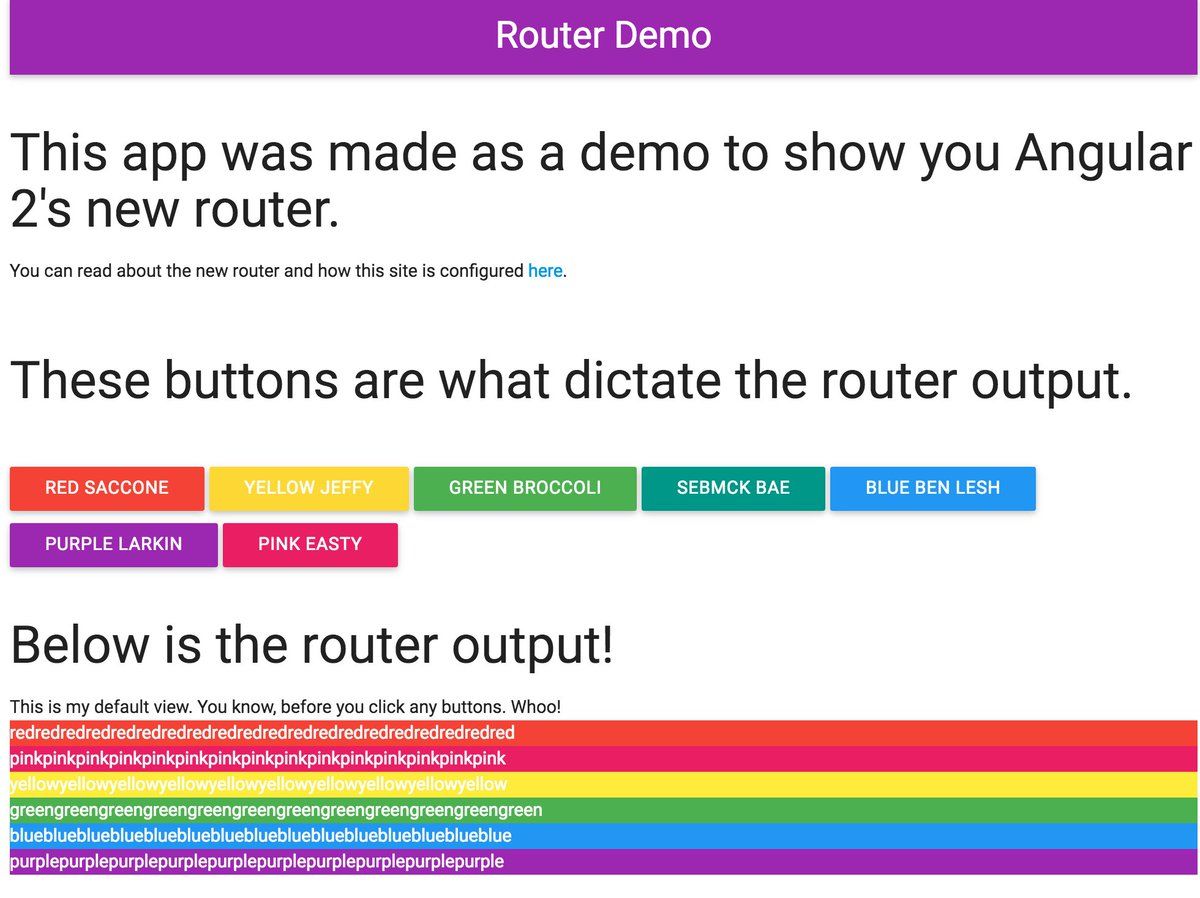 Router Demo
This app was made as a demo to show you Angular
2's new router.
You can read about the new router and how this site is configured here.
These buttons are what dictate the router output.
RED SACCONE YELLOW JEFFY GREEN BROCCOLI SEBMCK BAE BLUE BEN LESH
PURPLE LARKIN PINK EASTY
Below is the router output!
This is my default view. You know, before you click any buttons. Whoo!
redredredredredredredredredredredredredredredredredredredred
pinkpinkpinkpinkpinkpinkpinkpinkpinkpinkpinkpinkpinkpinkpink
yellowyellowyellowyellowyellowyellowyellowyellowyellowyellow
greengreengreengreengreengreengreengreengreengreengreengreen
blueblueblueblueblueblueblueblueblueblueblueblueblueblueblue
purplepurplepurplepurplepurplepurplepurplepurplepurplepurple